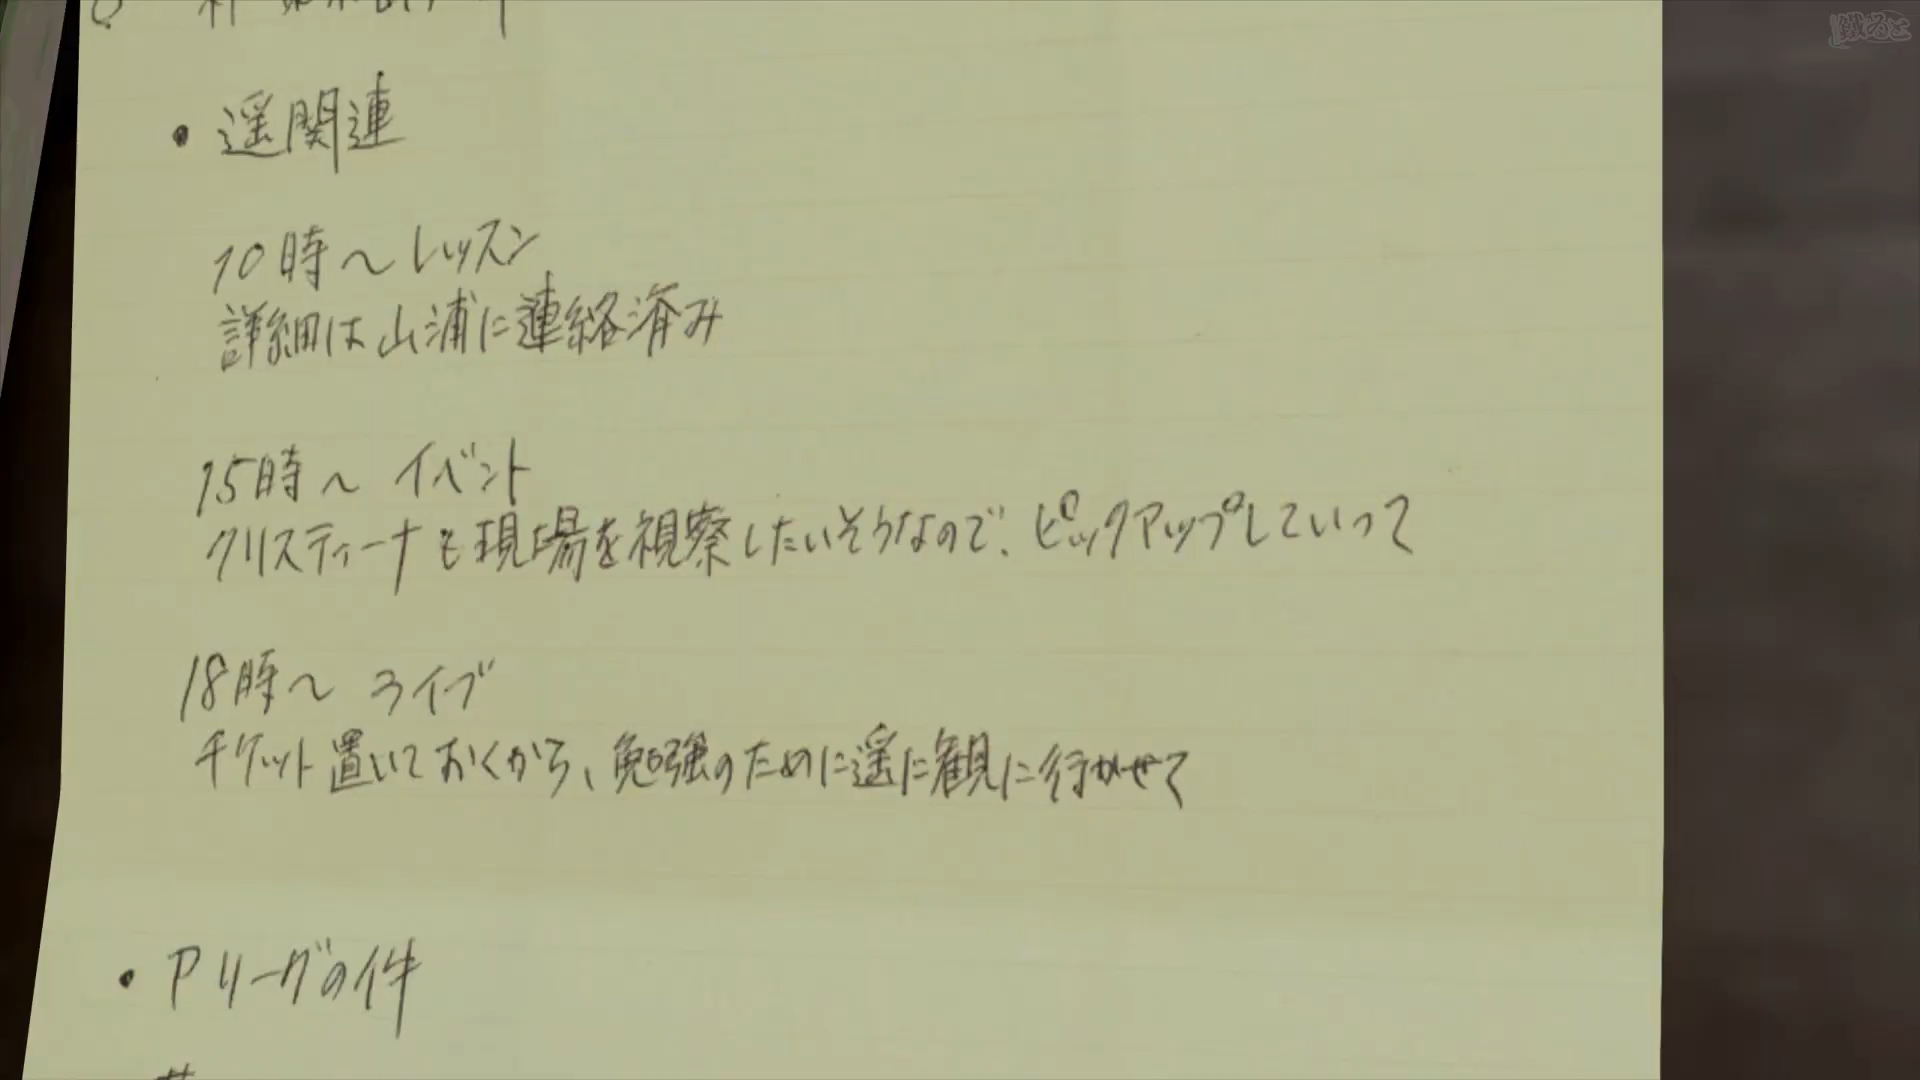 ・遥関連
10時〜レッスン
詳細は山浦に連絡済み
15時〜 イベント
クリスティーナも現場を視察したいそうなので、ピックアップしていって
18時〜 ライブ
チケット置いておくから、勉強のために遥に観に行かせて
・Pリーグの件